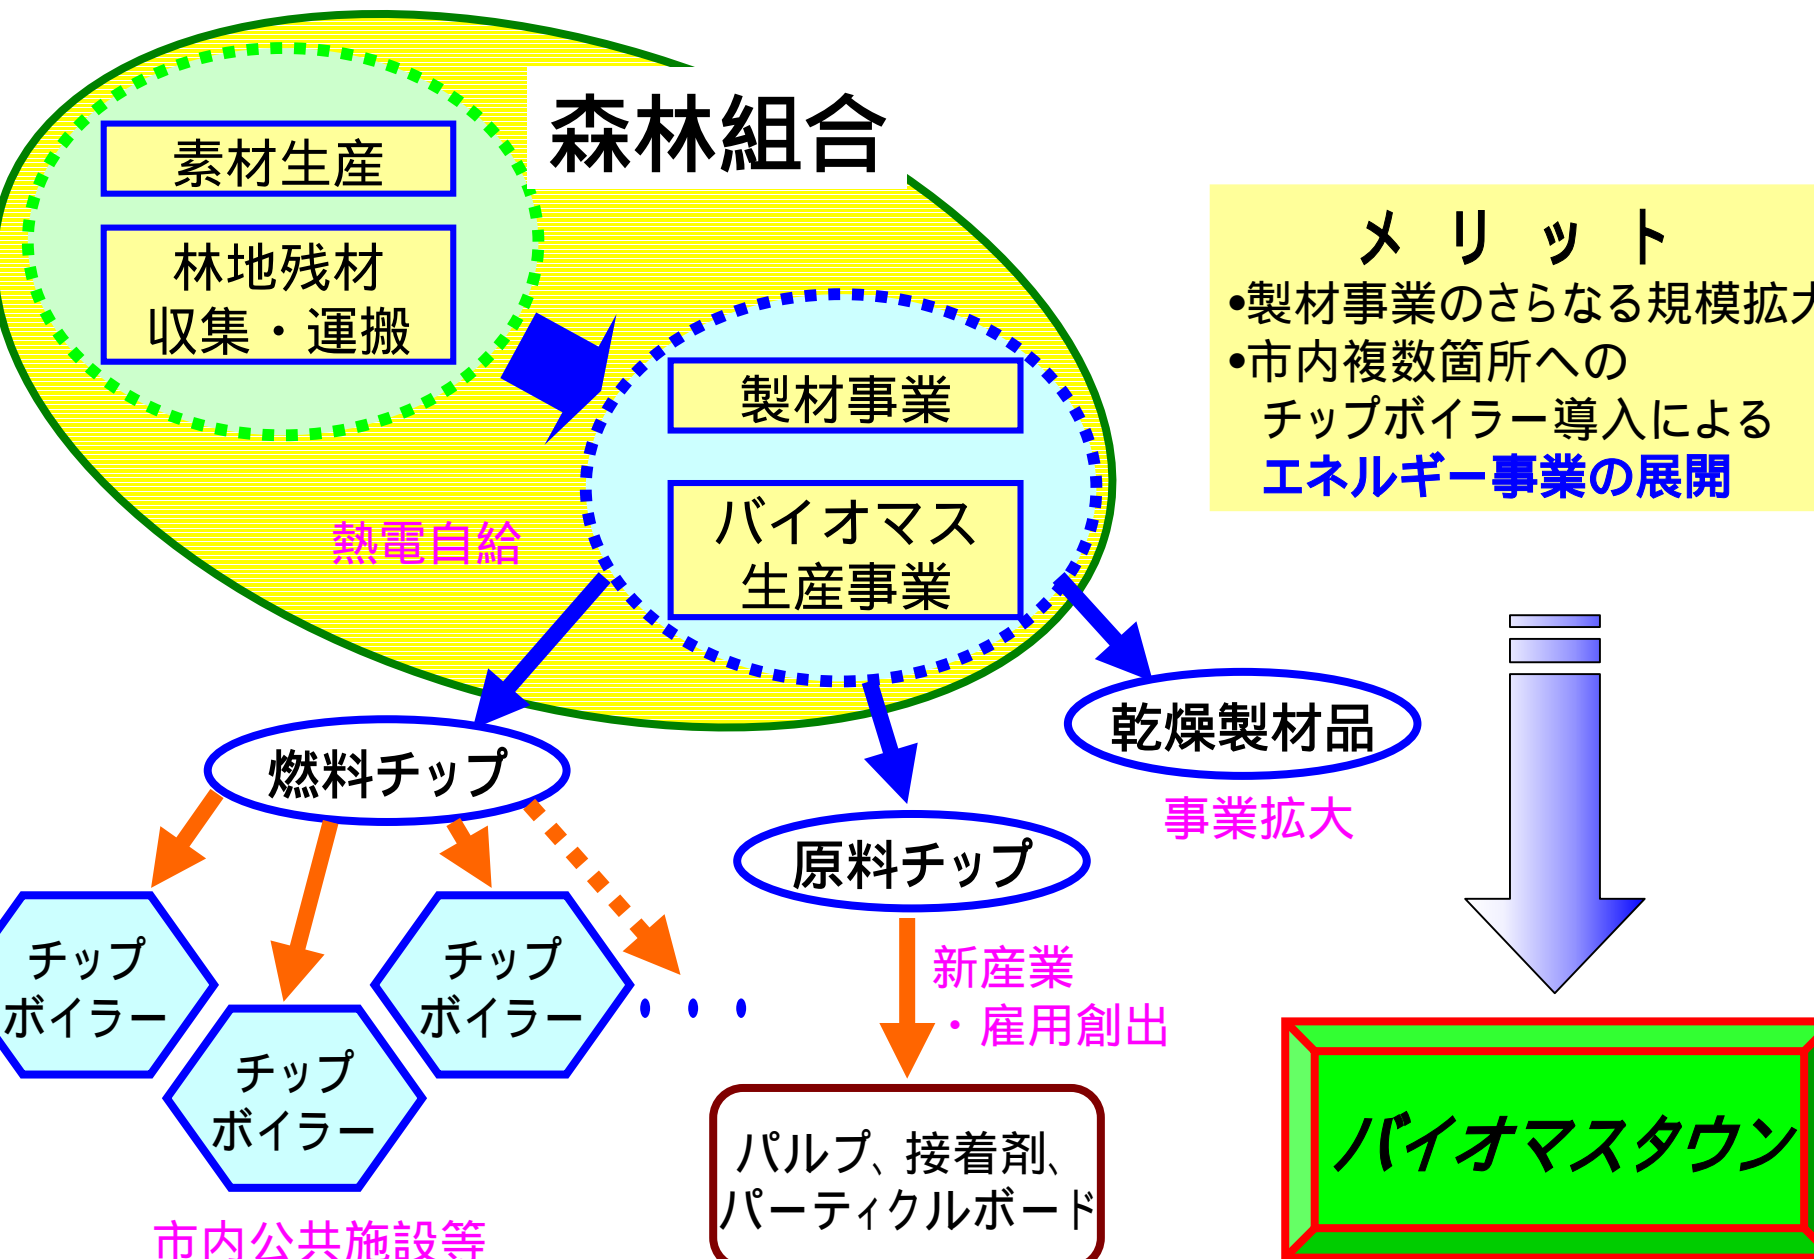 森林組合
素材生産
林地残材
収集・運搬
製材事業
バイオマス
生産事業
熱電自給
メリット
•製材事業のさらなる規模拡大
•市内複数箇所への
チップボイラー導入による
エネルギー事業の展開
燃料チップ
原料チップ
乾燥製材品
事業拡大
チップ
ボイラー
チップ
ボイラー
チップ
ボイラー
・・・
新産業
・雇用創出
パルプ、接着剤、
パーティクルボード
市内公共施設等
バイオマスタウン